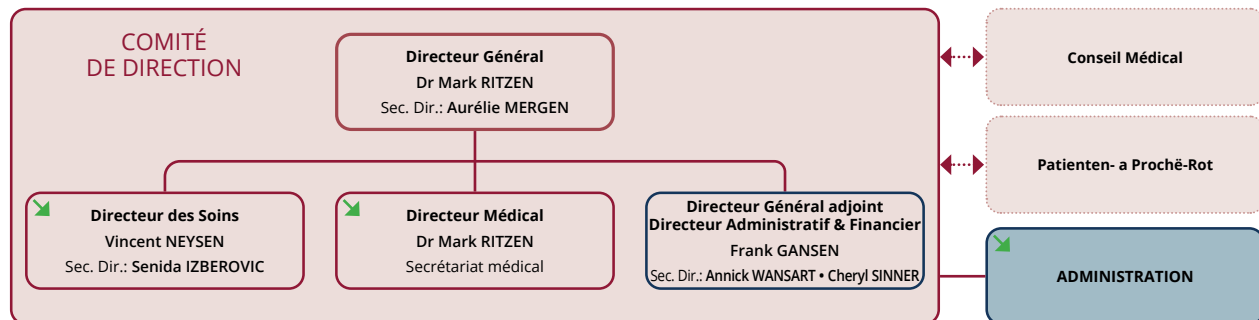 COMITÉ
DE DIRECTION
Directeur Général
Dr Mark RITZEN
Sec. Dir.: Aurélie MERGEN
Conseil Médical
Patienten- a Prochë-Rot
Directeur des Soins
Vincent NEYSEN
Sec. Dir.: Senida IZBEROVIC
Directeur Médical
Dr Mark RITZEN
Secrétariat médical
Directeur Général adjoint
Directeur Administratif & Financier
Frank GANSEN
Sec. Dir.: Annick WANSART • Cheryl SINNER
ADMINISTRATION